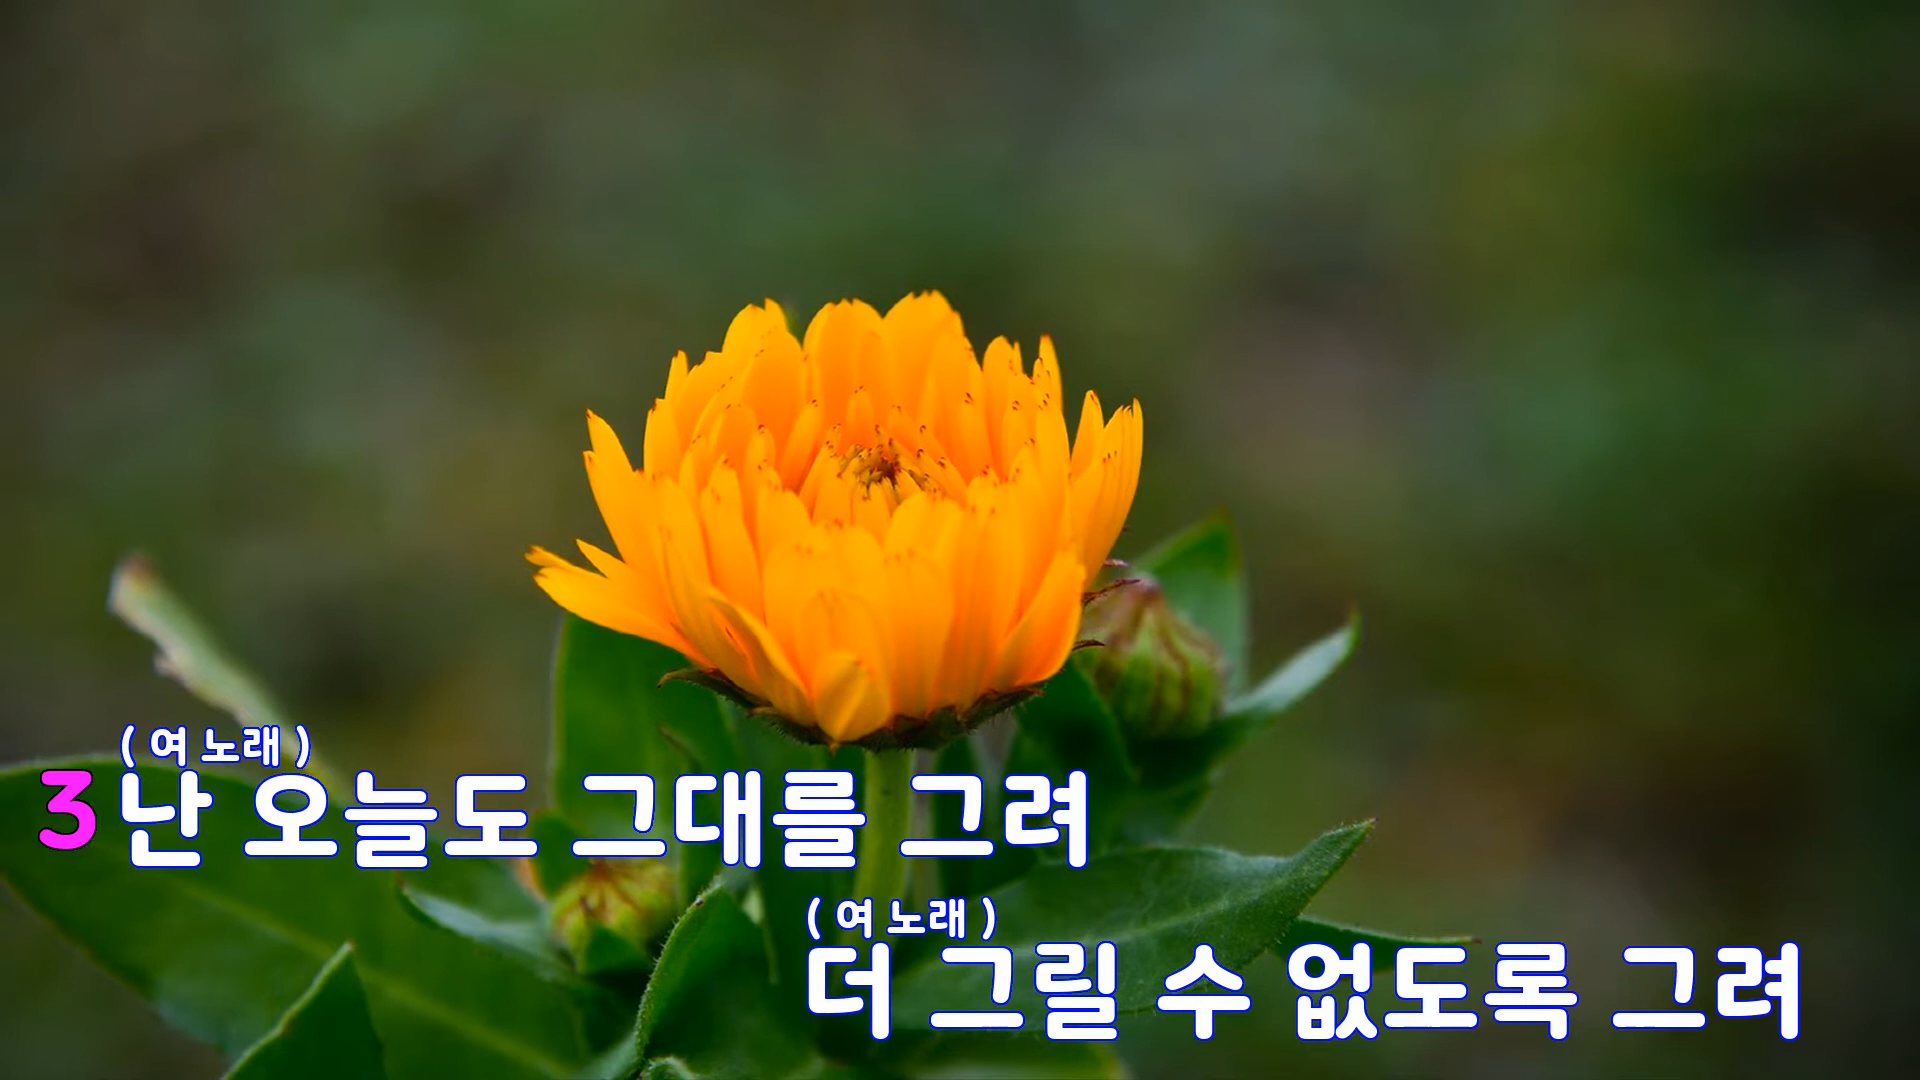 ( 여 노래 )
3 난 오늘도 그대를 그려
( 여 노래 )
더 그릴 수 없도록 그려